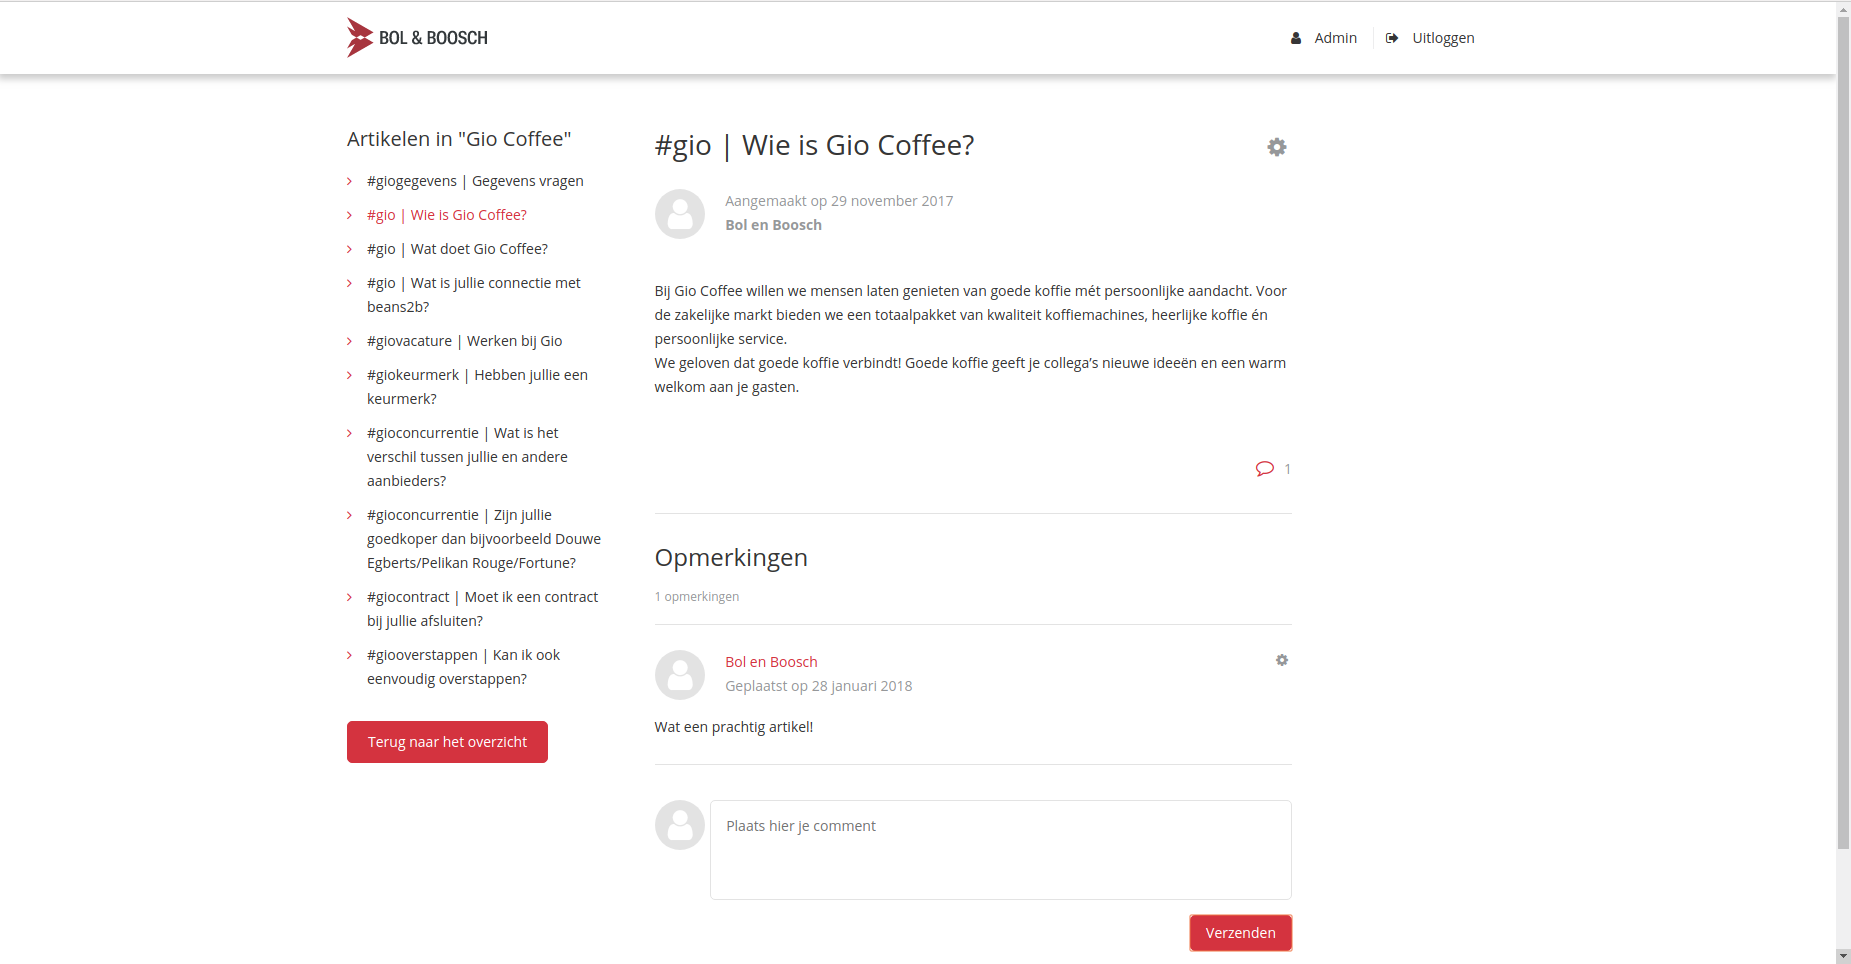 BOL & BOOSCH
Admin
Uitloggen
Artikelen in "Gio Coffee"
#giogegevens | Gegevens vragen
#gio | Wie is Gio Coffee?
#gio | Wat doet Gio Coffee?
#gio | Wat is jullie connectie met
beans2b?
#giovacature | Werken bij Gio
#giokeurmerk | Hebben jullie een
keurmerk?
#gioconcurrentie | Wat is het
verschil tussen jullie en andere
aanbieders?
#gioconcurrentie | Zijn jullie
goedkoper dan bijvoorbeeld Douwe
Egberts/Pelikan Rouge/Fortune?
#giocontract | Moet ik een contract
bij jullie afsluiten?
#giooverstappen | Kan ik ook
eenvoudig overstappen?
Terug naar het overzicht
#gio | Wie is Gio Coffee?
Aangemaakt op 29 november 2017
Bol en Boosch
Bij Gio Coffee willen we mensen laten genieten van goede koffie mét persoonlijke aandacht. Voor
de zakelijke markt bieden we een totaalpakket van kwaliteit koffiemachines, heerlijke koffie én
persoonlijke service.
We geloven dat goede koffie verbindt! Goede koffie geeft je collega’s nieuwe ideeën en een warm
welkom aan je gasten.
1
Opmerkingen
1 opmerkingen
Bol en Boosch
Geplaatst op 28 januari 2018
Wat een prachtig artikel!
Plaats hier je comment
Verzenden